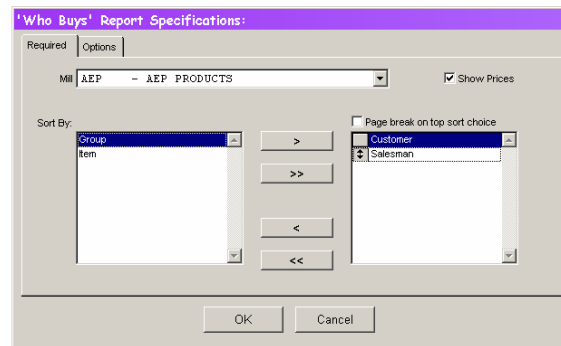 'Who Buys' Report Specifications:
Required Options
Mill AEP - AEP PRODUCTS Show Prices
Sort By: Page break on top sort choice
Group > Customer
Item Salesman
>>
<
<<
OK Cancel